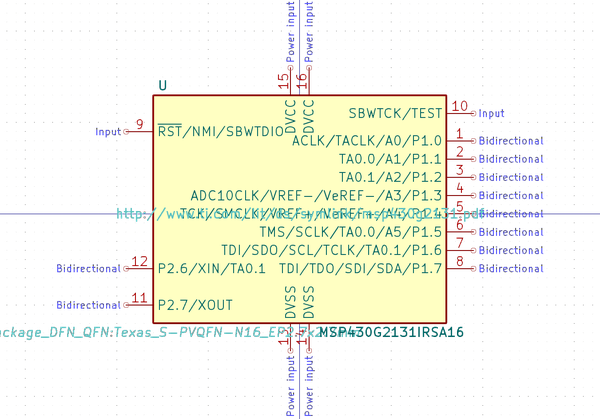 Power input
Power input
15
16
U
DVCC
DVCC
SBWTCK/TEST
10
Input
Input
9
RST/NMI/SBWTDIO
ACLK/TACLK/A0/P1.0
1
Bidirectional
TA0.0/A1/P1.1
2
Bidirectional
TA0.1/A2/P1.2
3
Bidirectional
ADC10CLK/VREF-/VeREF-/A3/P1.3
4
Bidirectional
5
Bidirectional
TMS/SCLK/TA0.0/A5/P1.5
6
Bidirectional
TDI/SDO/SCL/TCLK/TA0.1/P1.6
7
Bidirectional
Bidirectional
12
P2.6/XIN/TA0.1
TDI/TDO/SDI/SDA/P1.7
8
Bidirectional
Bidirectional
11
P2.7/XOUT
DVSS
DVSS
MSP430G2131IRSA16
Power input
Power input